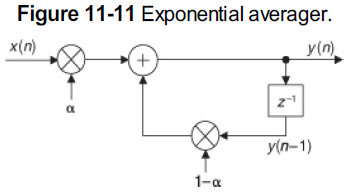 Figure 11-11 Exponential averager.
x(n)
y(n)
+
α
z⁻¹
y(n−1)
1−α